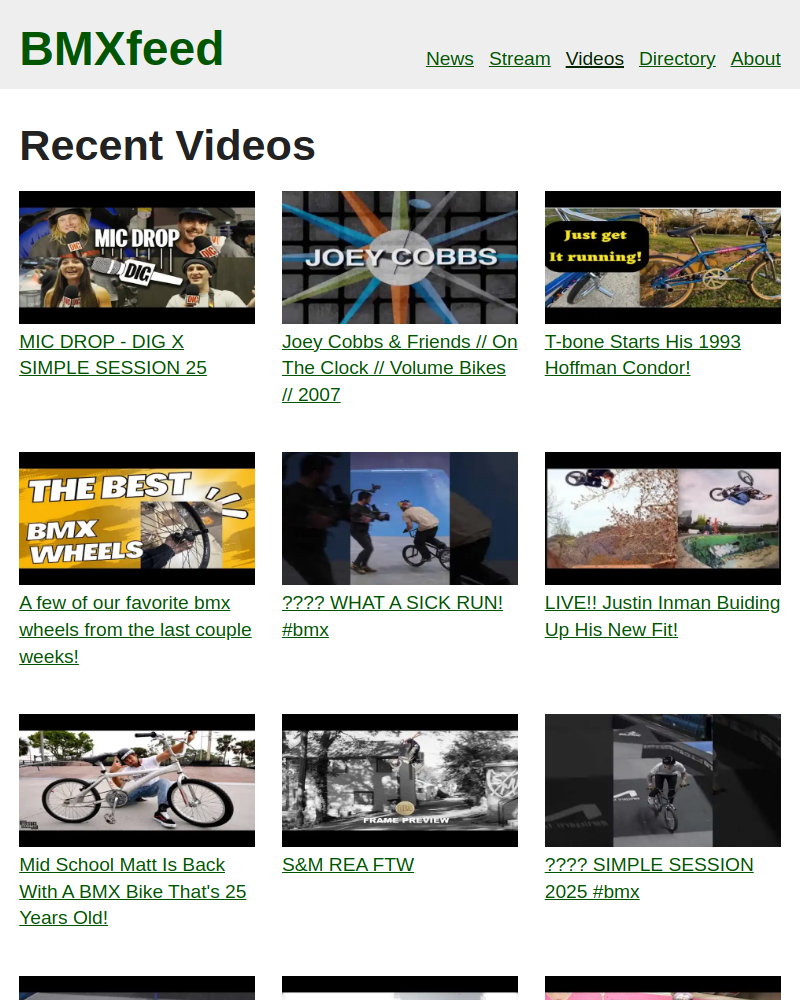 BMXfeed
News Stream Videos Directory About
Recent Videos
MIC DROP
DIG
JOEY COBBS
Just get
It running!
MIC DROP - DIG X
SIMPLE SESSION 25
Joey Cobbs & Friends // On
The Clock // Volume Bikes
// 2007
T-bone Starts His 1993
Hoffman Condor!
THE BEST
BMX
WHEELS
A few of our favorite bmx
wheels from the last couple
weeks!
???? WHAT A SICK RUN!
#bmx
LIVE!! Justin Inman Buiding
Up His New Fit!
FRAME PREVIEW
Mid School Matt Is Back
With A BMX Bike That's 25
Years Old!
S&M REA FTW
???? SIMPLE SESSION
2025 #bmx